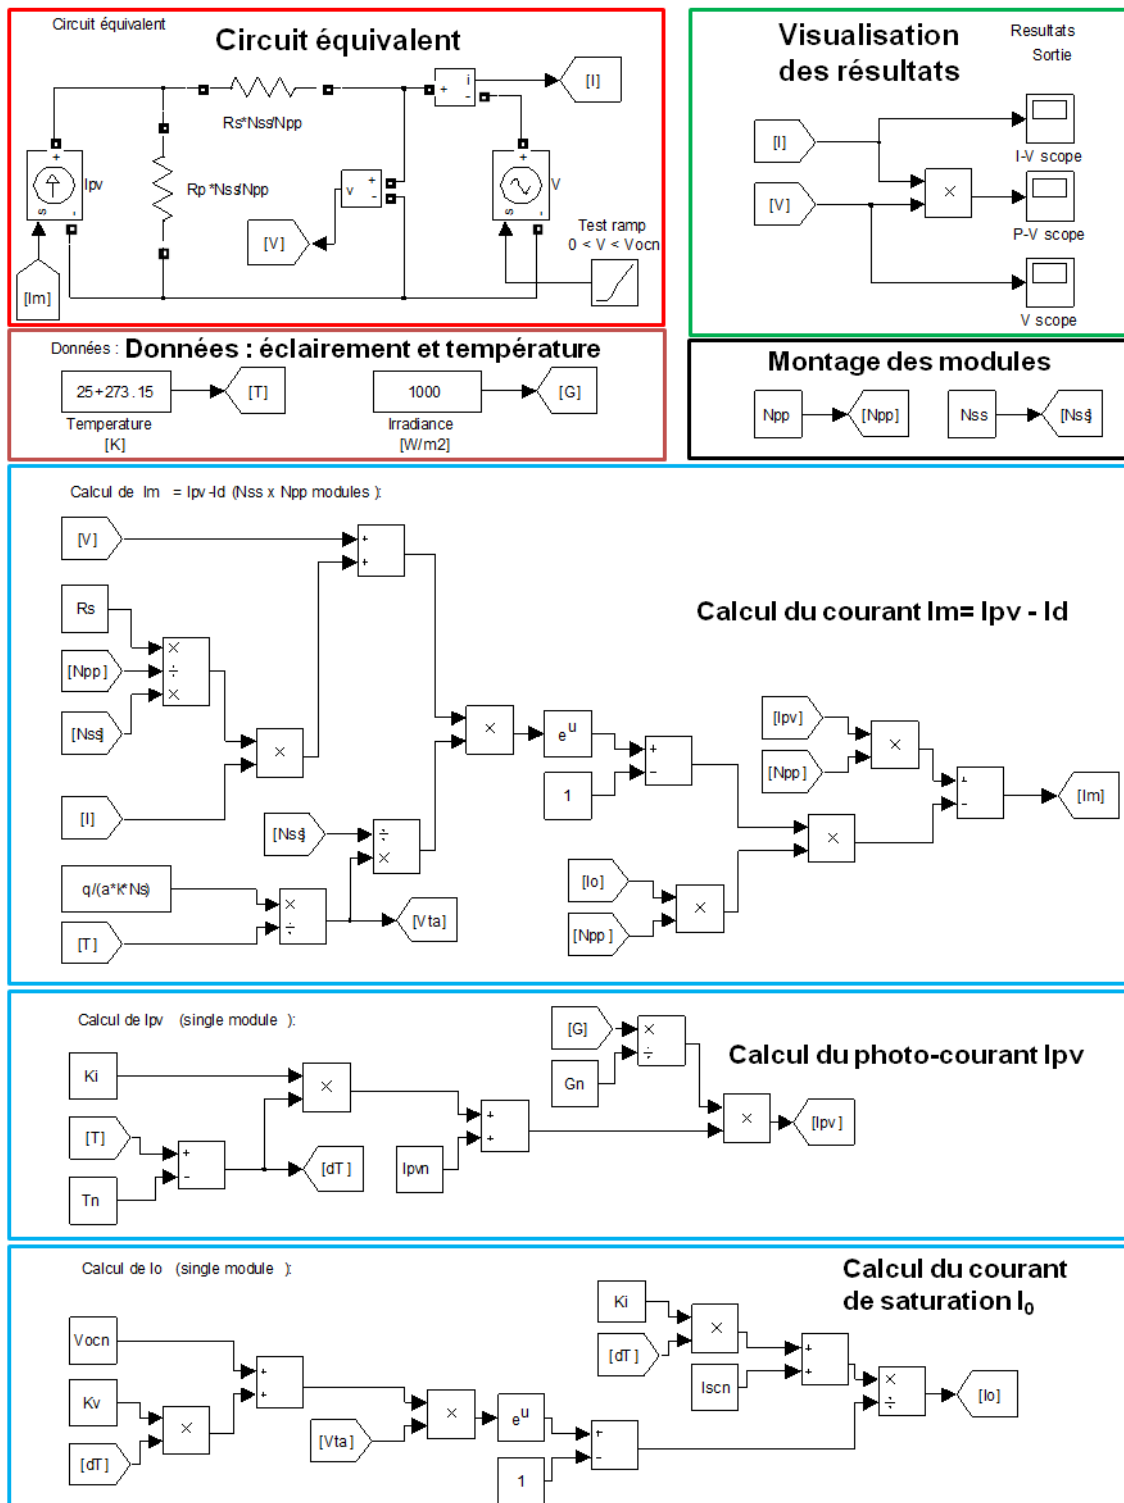 Circuit équivalent
Circuit équivalent
i
+
-
[I]
Rs*Nss/Npp
+
Ipv
s
-
Rp *Nss/Npp
v
+
-
+
V
s
-
[V]
Test ramp
0 < V < Vocn
[Im]
Visualisation
des résultats
Resultats
Sortie
[I]
I-V scope
[V]
×
P-V scope
V scope
Données :
Données : éclairement et température
25+273.15
[T]
1000
[G]
Temperature
[K]
Irradiance
[W/m2]
Montage des modules
Npp
[Npp]
Nss
[Nss]
Calcul de Im = Ipv-Id (Nss x Npp modules ):
[V]
+
+
Rs
Calcul du courant Im= Ipv - Id
×
[Npp]
÷
×
[Nss]
×
×
e^u
+
-
1
[Ipv]
×
[Npp]
+
-
[Im]
[I]
[Nss]
÷
×
×
q/(a*k*Ns)
×
÷
[T]
[Vta]
[Io]
×
[Npp]
Calcul de Ipv (single module ):
[G]
×
÷
Gn
Calcul du photo-courant Ipv
Ki
×
[T]
+
-
Tn
[dT]
+
+
Ipvn
×
[Ipv]
Calcul de Io (single module ):
Calcul du courant
de saturation I₀
Ki
×
[dT]
Iscn
+
+
×
÷
[Io]
Vocn
+
+
Kv
×
[dT]
[Vta]
×
e^u
+
-
1